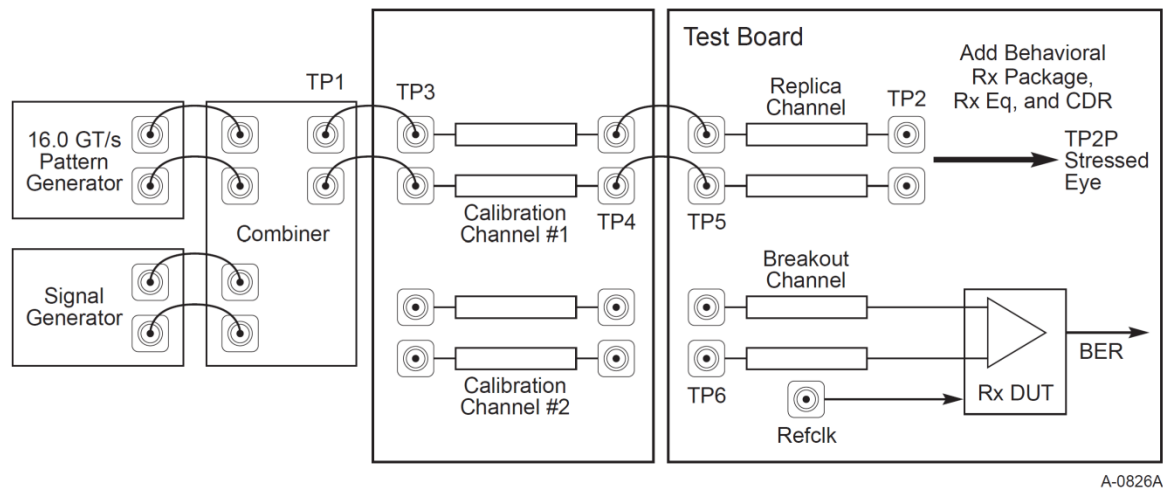 Test Board
Add Behavioral
Rx Package,
Rx Eq, and CDR
TP1
TP3
Replica
Channel
TP2
16.0 GT/s
Pattern
Generator
TP2P
Stressed
Eye
Calibration
Channel #1
TP4
TP5
Combiner
Signal
Generator
Breakout
Channel
BER
Calibration
Channel #2
TP6
Rx DUT
Refclk
A-0826A